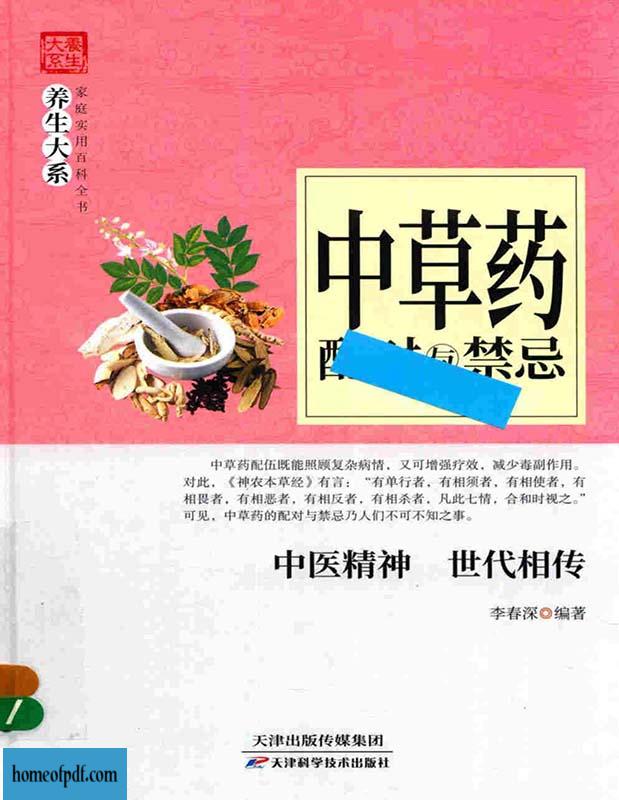 養生
大系
养生大系
家庭实用百科全书
中草药
配与禁忌
中草药配伍既能照顾复杂病情，又可增强疗效，减少毒副作用。
对此，《神农本草经》有言：“有单行者，有相须者，有相使者，有
相畏者，有相恶者，有相反者，有相杀者，凡此七情，合和时视之。”
可见，中草药的配对与禁忌乃人们不可不知之事。
中医精神 世代相传
李春深◎编著
天津出版传媒集团
天津科学技术出版社
homeofpdf.com